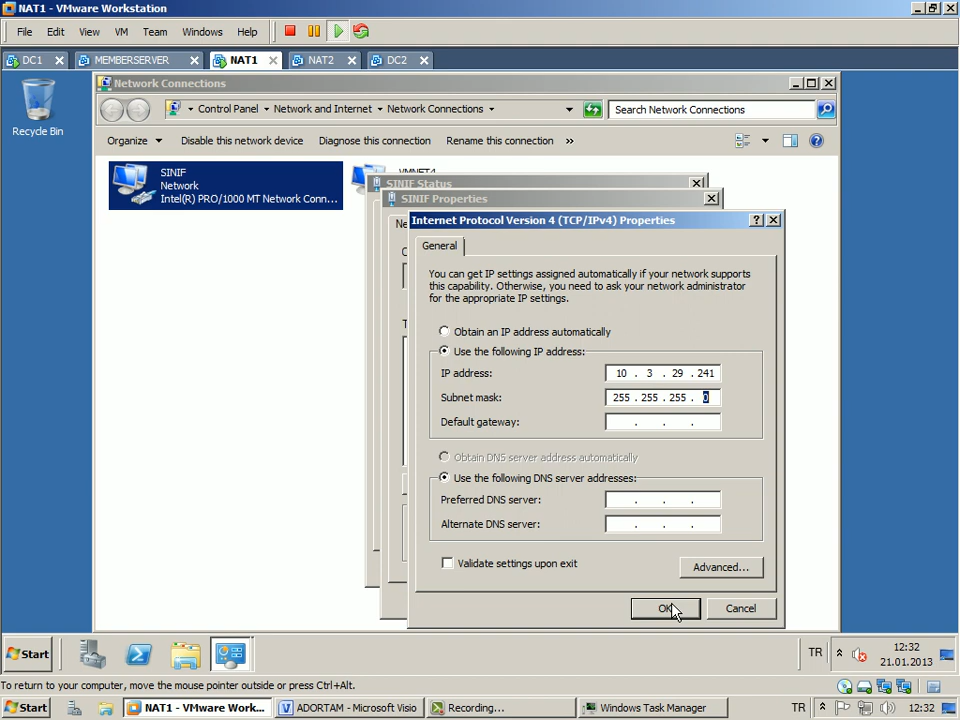 NAT1 - VMware Workstation
File Edit View VM Team Windows Help
DC1 MEMBERSERVER NAT1 NAT2 DC2
Recycle Bin
Network Connections
Control Panel Network and Internet Network Connections Search Network Connections
Organize Disable this network device Diagnose this connection Rename this connection »
SINIF
Network
Intel(R) PRO/1000 MT Network Conn...
VMNET4
SINIF Status
SINIF Properties
Internet Protocol Version 4 (TCP/IPv4) Properties
General
You can get IP settings assigned automatically if your network supports
this capability. Otherwise, you need to ask your network administrator
for the appropriate IP settings.
Obtain an IP address automatically
Use the following IP address:
IP address: 10 . 3 . 29 . 241
Subnet mask: 255 . 255 . 255 . 0
Default gateway: . . .
Obtain DNS server address automatically
Use the following DNS server addresses:
Preferred DNS server: . . .
Alternate DNS server: . . .
Validate settings upon exit
Advanced...
OK Cancel
Start TR 12:32
21.01.2013
To return to your computer, move the mouse pointer outside or press Ctrl+Alt.
Start NAT1 - VMware Work... ADORTAM - Microsoft Visio Recording... Windows Task Manager TR 12:32